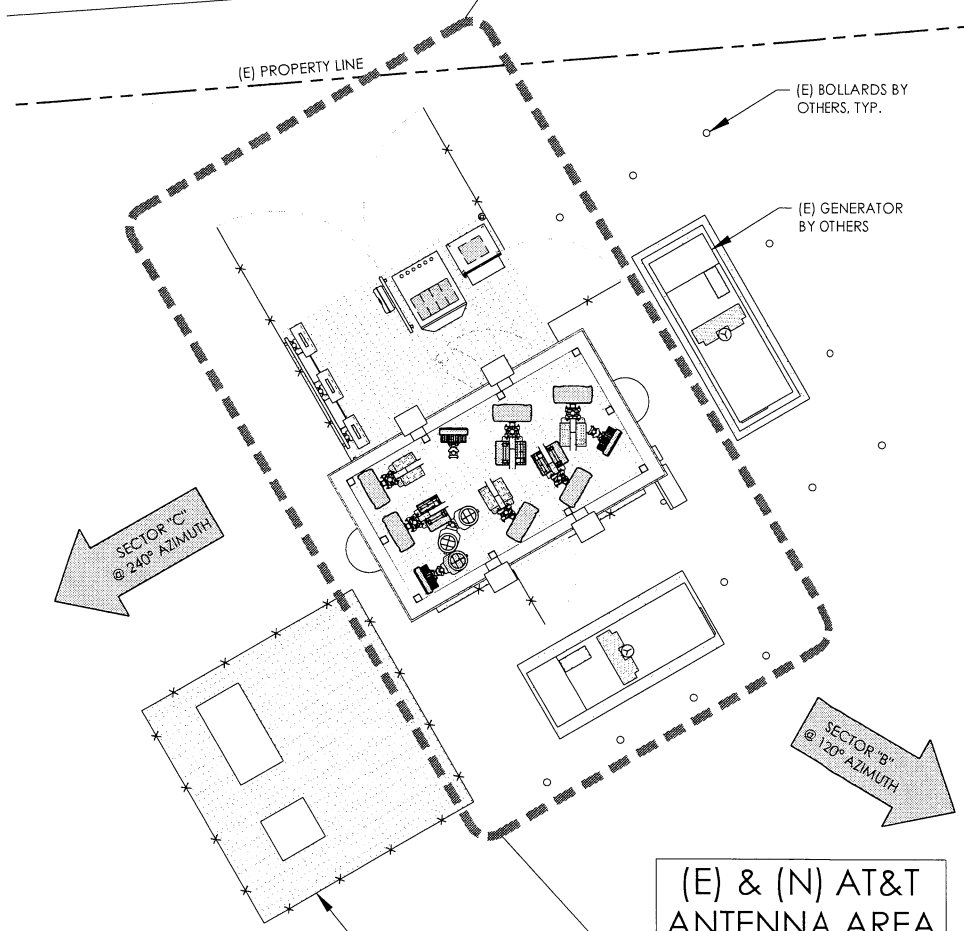 (E) PROPERTY LINE
(E) BOLLARDS BY
OTHERS, TYP.
(E) GENERATOR
BY OTHERS
SECTOR "C"
@ 240° AZIMUTH
SECTOR "B"
@ 120° AZIMUTH
(E) & (N) AT&T
ANTENNA AREA